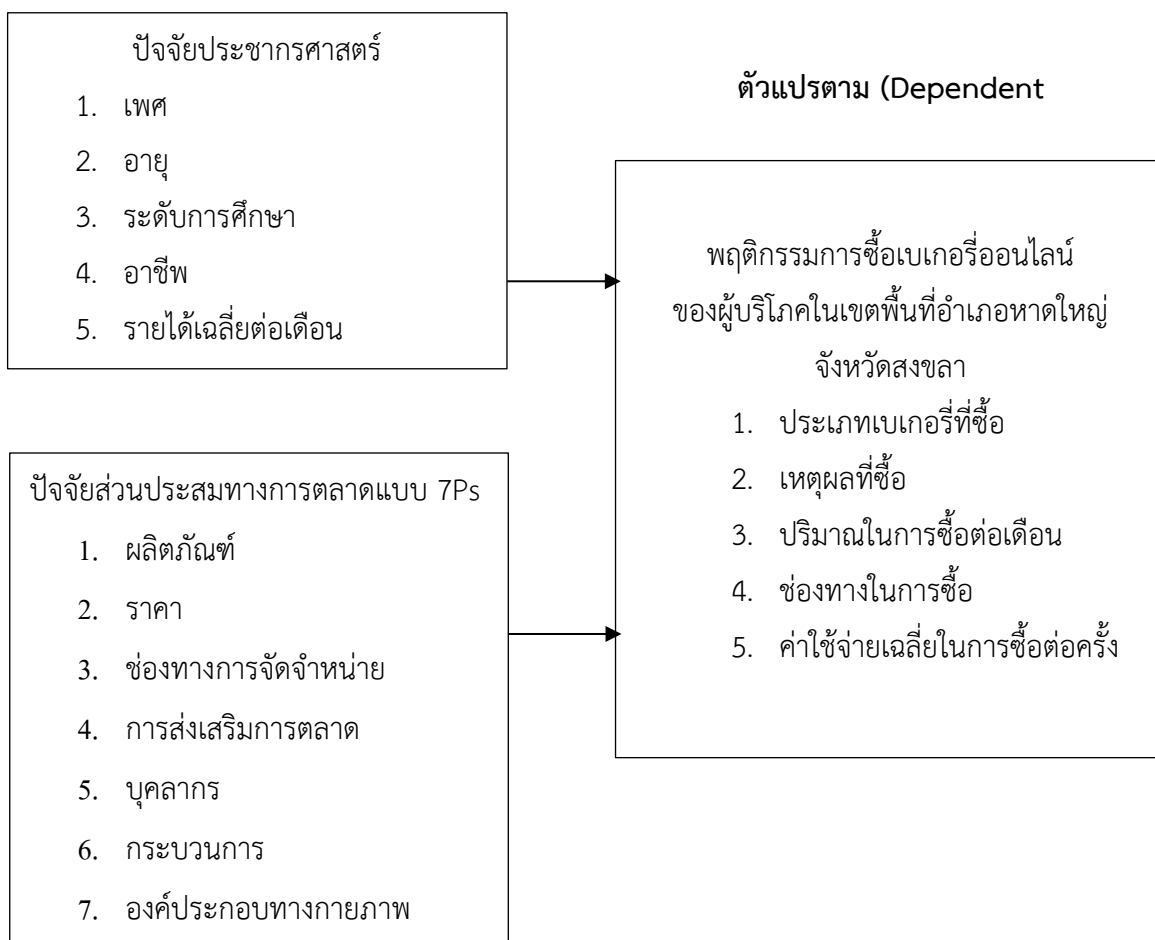 ปัจจัยประชากรศาสตร์
1. เพศ
2. อายุ
3. ระดับการศึกษา
4. อาชีพ
5. รายได้เฉลี่ยต่อเดือน
ปัจจัยส่วนประสมทางการตลาดแบบ 7Ps
1. ผลิตภัณฑ์
2. ราคา
3. ช่องทางการจัดจำหน่าย
4. การส่งเสริมการตลาด
5. บุคลากร
6. กระบวนการ
7. องค์ประกอบทางกายภาพ
ตัวแปรตาม (Dependent
พฤติกรรมการซื้อเบเกอรี่ออนไลน์
ของผู้บริโภคในเขตพื้นที่อำเภอหาดใหญ่
จังหวัดสงขลา
1. ประเภทเบเกอรี่ที่ซื้อ
2. เหตุผลที่ซื้อ
3. ปริมาณในการซื้อต่อเดือน
4. ช่องทางในการซื้อ
5. ค่าใช้จ่ายเฉลี่ยในการซื้อต่อครั้ง